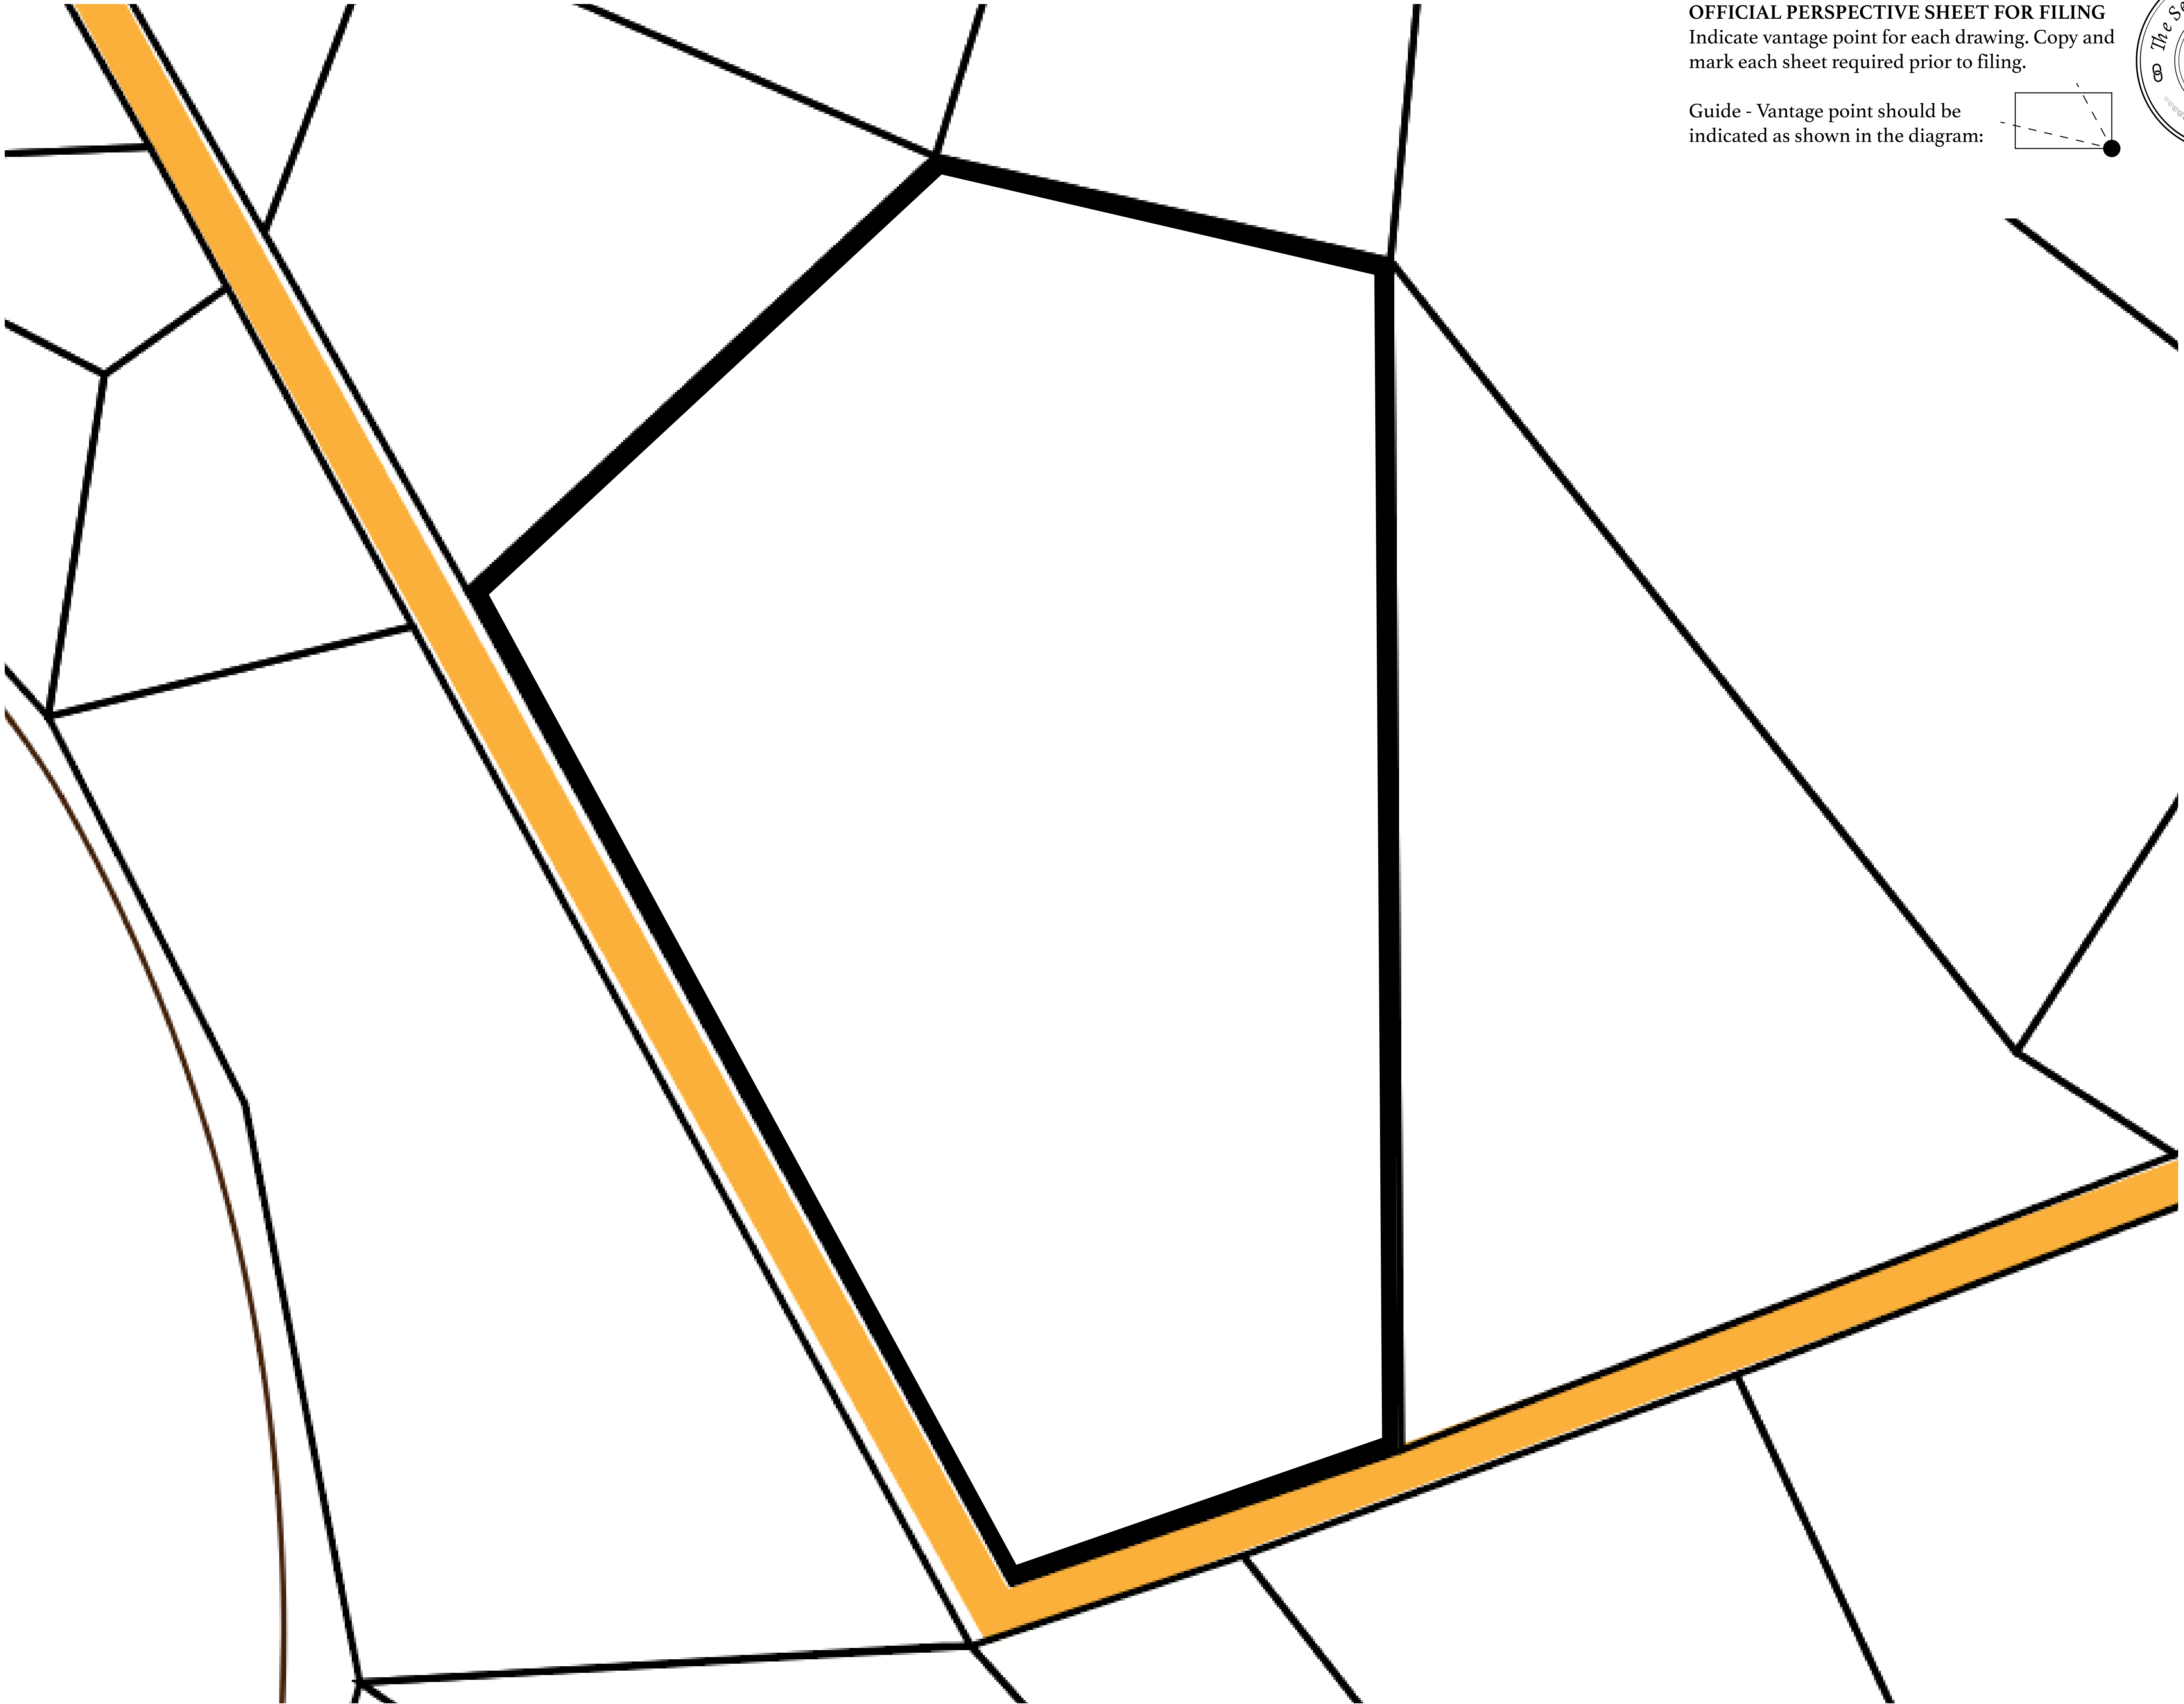 OFFICIAL PERSPECTIVE SHEET FOR FILING
Indicate vantage point for each drawing. Copy and
mark each sheet required prior to filing.
Guide - Vantage point should be
indicated as shown in the diagram:
The